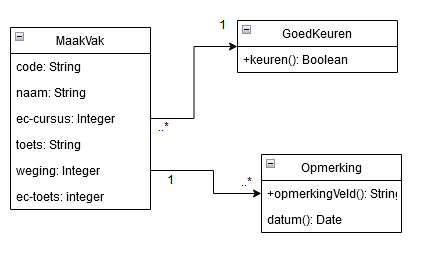 MaakVak
code: String
naam: String
ec-cursus: Integer
toets: String
weging: Integer
ec-toets: integer
1
..*
GoedKeuren
+keuren(): Boolean
1
..*
Opmerking
+opmerkingVeld(): String
datum(): Date